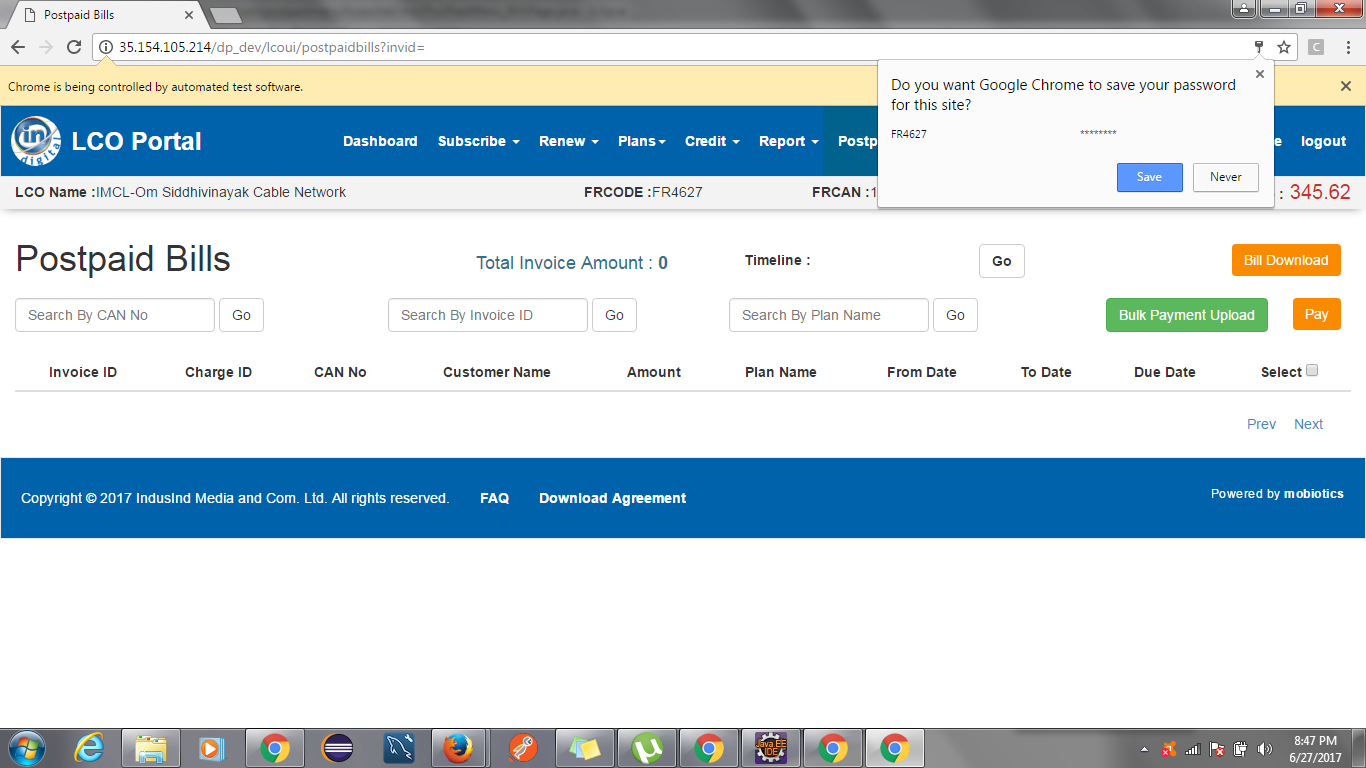 Postpaid Bills
35.154.105.214/dp_dev/lcoui/postpaidbills?invid=
C
Chrome is being controlled by automated test software.
Do you want Google Chrome to save your password
for this site?
FR4627 ********
Save Never
in digital
LCO Portal Dashboard Subscribe Renew Plans Credit Report Postp e logout
LCO Name :IMCL-Om Siddhivinayak Cable Network FRCODE :FR4627 FRCAN :1 : 345.62
Postpaid Bills Total Invoice Amount : 0 Timeline : Go Bill Download
Search By CAN No Go Search By Invoice ID Go Search By Plan Name Go Bulk Payment Upload Pay
Invoice ID Charge ID CAN No Customer Name Amount Plan Name From Date To Date Due Date Select
Prev Next
Copyright © 2017 IndusInd Media and Com. Ltd. All rights reserved. FAQ Download Agreement Powered by mobiotics
Java EE
IDE
8:47 PM
6/27/2017